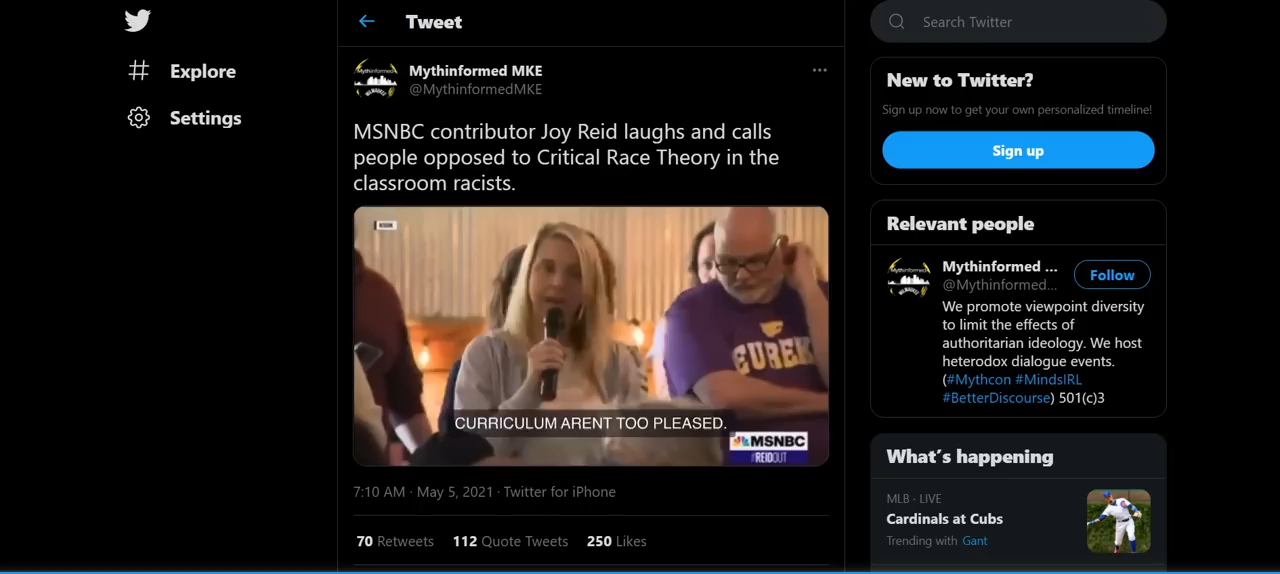 Tweet
Search Twitter
Explore
Settings
Mythinformed MKE
@MythinformedMKE
MSNBC contributor Joy Reid laughs and calls
people opposed to Critical Race Theory in the
classroom racists.
EUREK
CURRICULUM ARENT TOO PLEASED.
MSNBC
#REIDOUT
7:10 AM · May 5, 2021 · Twitter for iPhone
70 Retweets 112 Quote Tweets 250 Likes
New to Twitter?
Sign up now to get your own personalized timeline!
Sign up
Relevant people
Mythinformed ...
@Mythinformed...
Follow
We promote viewpoint diversity
to limit the effects of
authoritarian ideology. We host
heterodox dialogue events.
(#Mythcon #MindsIRL
#BetterDiscourse) 501(c)3
What's happening
MLB · LIVE
Cardinals at Cubs
Trending with Gant